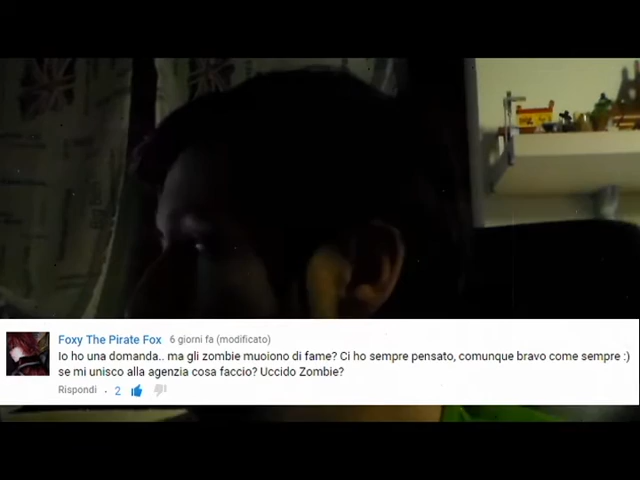 Foxy The Pirate Fox 6 giorni fa (modificato)
Io ho una domanda.. ma gli zombie muoiono di fame? Ci ho sempre pensato, comunque bravo come sempre :)
se mi unisco alla agenzia cosa faccio? Uccido Zombie?
Rispondi · 2